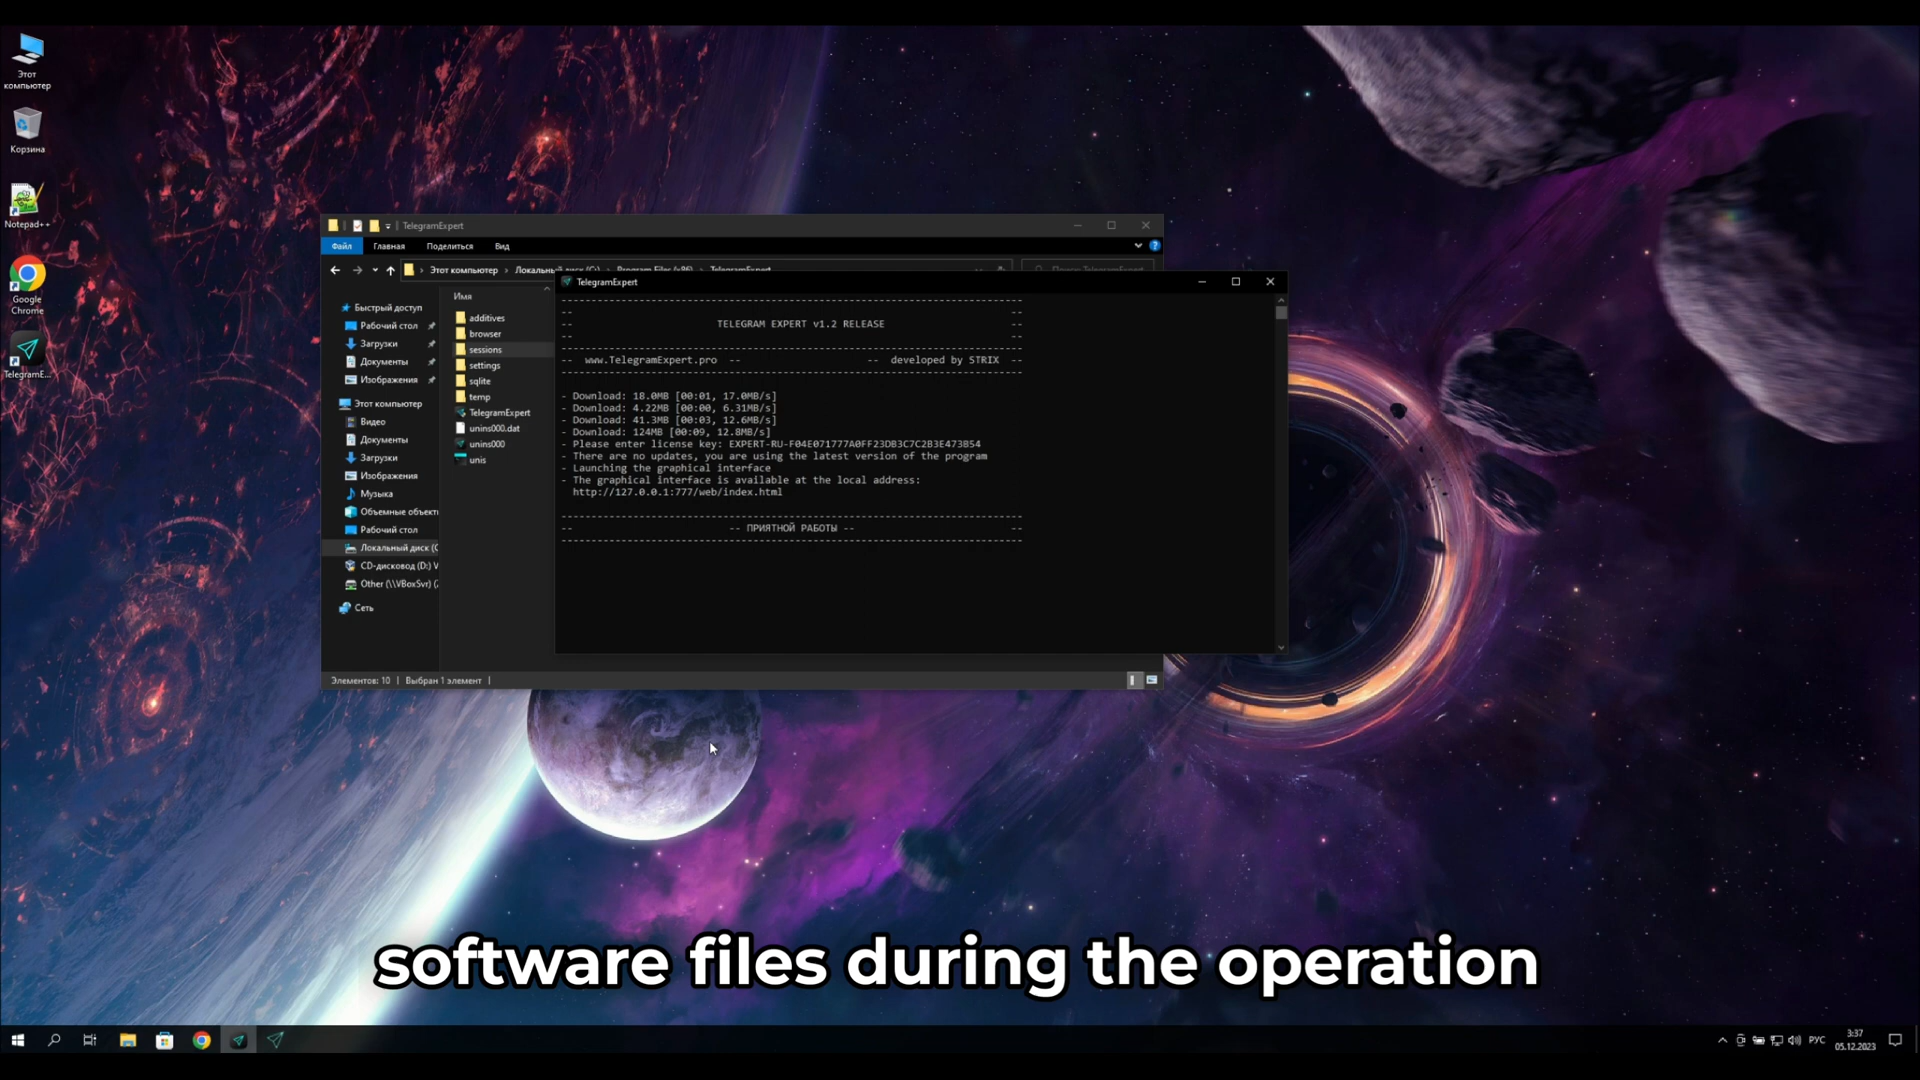 Этот
компьютер
Корзина
Notepad++
Google
Chrome
TelegramE...
TelegramExpert
Файл Главная Поделиться Вид
Этот компьютер › Локальный диск (C:) › Program Files (x86) › TelegramExpert
Быстрый доступ
Рабочий стол
Загрузки
Документы
Изображения
Этот компьютер
Видео
Документы
Загрузки
Изображения
Музыка
Объемные объект
Рабочий стол
Локальный диск (C
CD-дисковод (D:) V
Other (\\VBoxSvr) (
Сеть
Имя
additives
browser
sessions
settings
sqlite
temp
TelegramExpert
unins000.dat
unins000
unis
Элементов: 10 | Выбран 1 элемент |
TelegramExpert
TELEGRAM EXPERT v1.2 RELEASE
-- www.TelegramExpert.pro -- -- developed by STRIX --
- Download: 18.0MB [00:01, 17.0MB/s]
- Download: 4.22MB [00:00, 6.31MB/s]
- Download: 41.3MB [00:03, 12.6MB/s]
- Download: 124MB [00:09, 12.8MB/s]
- Please enter license key: EXPERT-RU-F04E071777A0FF23DB3C7C2B3E473B54
- There are no updates, you are using the latest version of the program
- Launching the graphical interface
- The graphical interface is available at the local address:
http://127.0.0.1:777/web/index.html
-- -- ПРИЯТНОЙ РАБОТЫ -- --
software files during the operation
РУС
3:37
05.12.2023